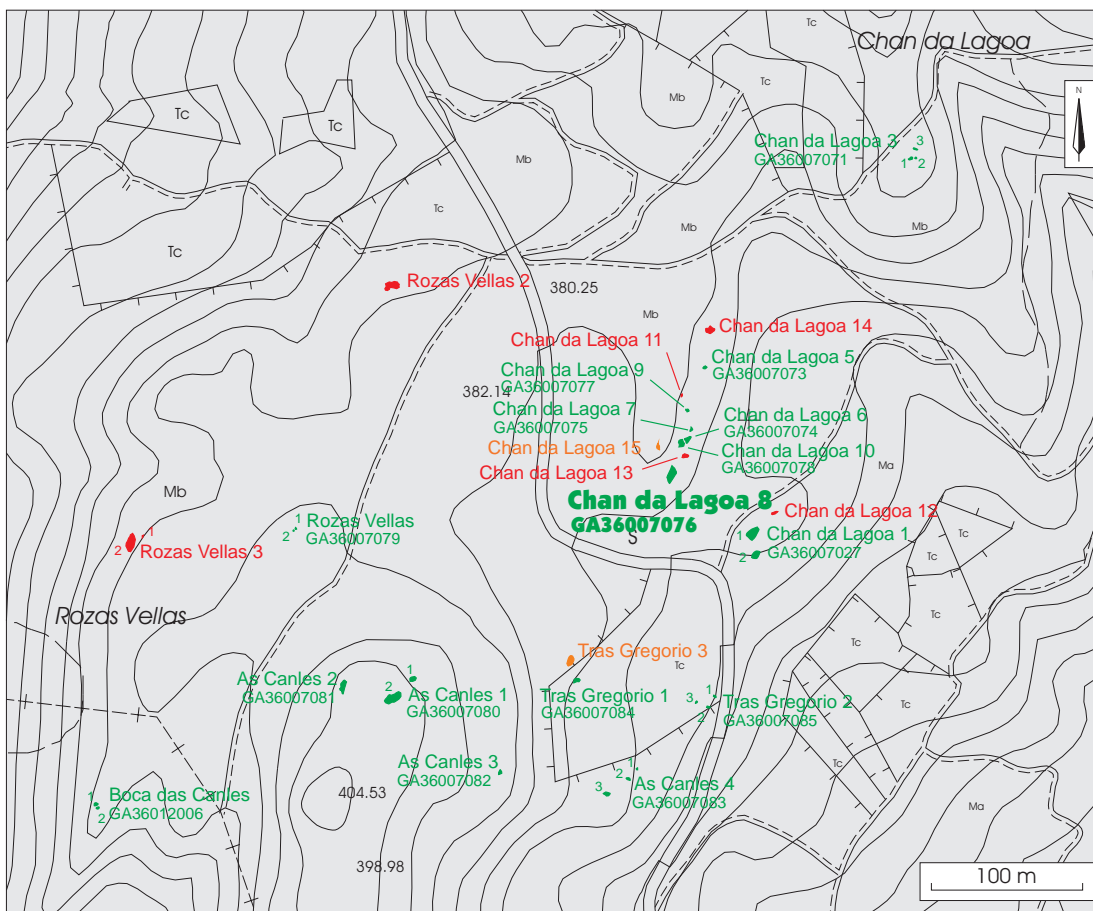 Chan da Lagoa
N
Tc
Tc
Tc
Mb
Tc
Mb
Tc
Tc
Mb
Mb
Chan da Lagoa 3
GA36007071
3
1
2
Rozas Vellas 2
380.25
Mb
Chan da Lagoa 14
Chan da Lagoa 11
Chan da Lagoa 5
GA36007073
Chan da Lagoa 9
GA36007077
382.14
Chan da Lagoa 7
GA36007075
Chan da Lagoa 6
GA36007074
Chan da Lagoa 15
Chan da Lagoa 10
GA36007078
Chan da Lagoa 13
Ma
Mb
Chan da Lagoa 8
GA36007076
S
Chan da Lagoa 12
1
Chan da Lagoa 1
2
GA36007027
1
Rozas Vellas
2
GA36007079
1
2
Rozas Vellas 3
Rozas Vellas
Tc
Tc
Tc
Tc
Tc
Tc
Tc
Tras Gregorio 3
As Canles 2
GA36007081
1
2
As Canles 1
GA36007080
Tras Gregorio 1
GA36007084
1
3
2
Tras Gregorio 2
GA36007085
As Canles 3
GA36007082
1
2
3
As Canles 4
GA36007083
1
Boca das Canles
2
GA36012006
404.53
Ma
398.98
100 m